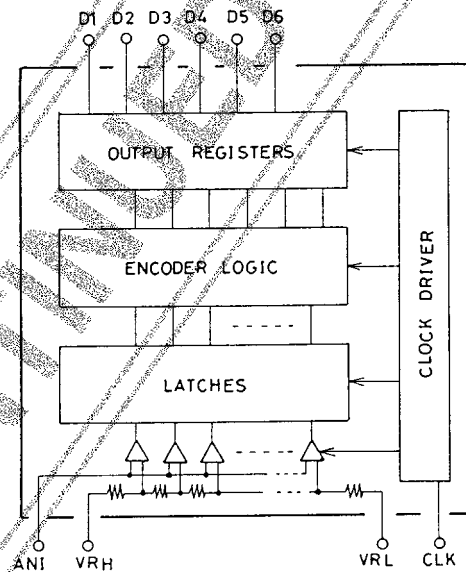 D1 D2 D3 D4 D5 D6
OUTPUT REGISTERS
ENCODER LOGIC
LATCHES
CLOCK DRIVER
ANI VRH VRL CLK